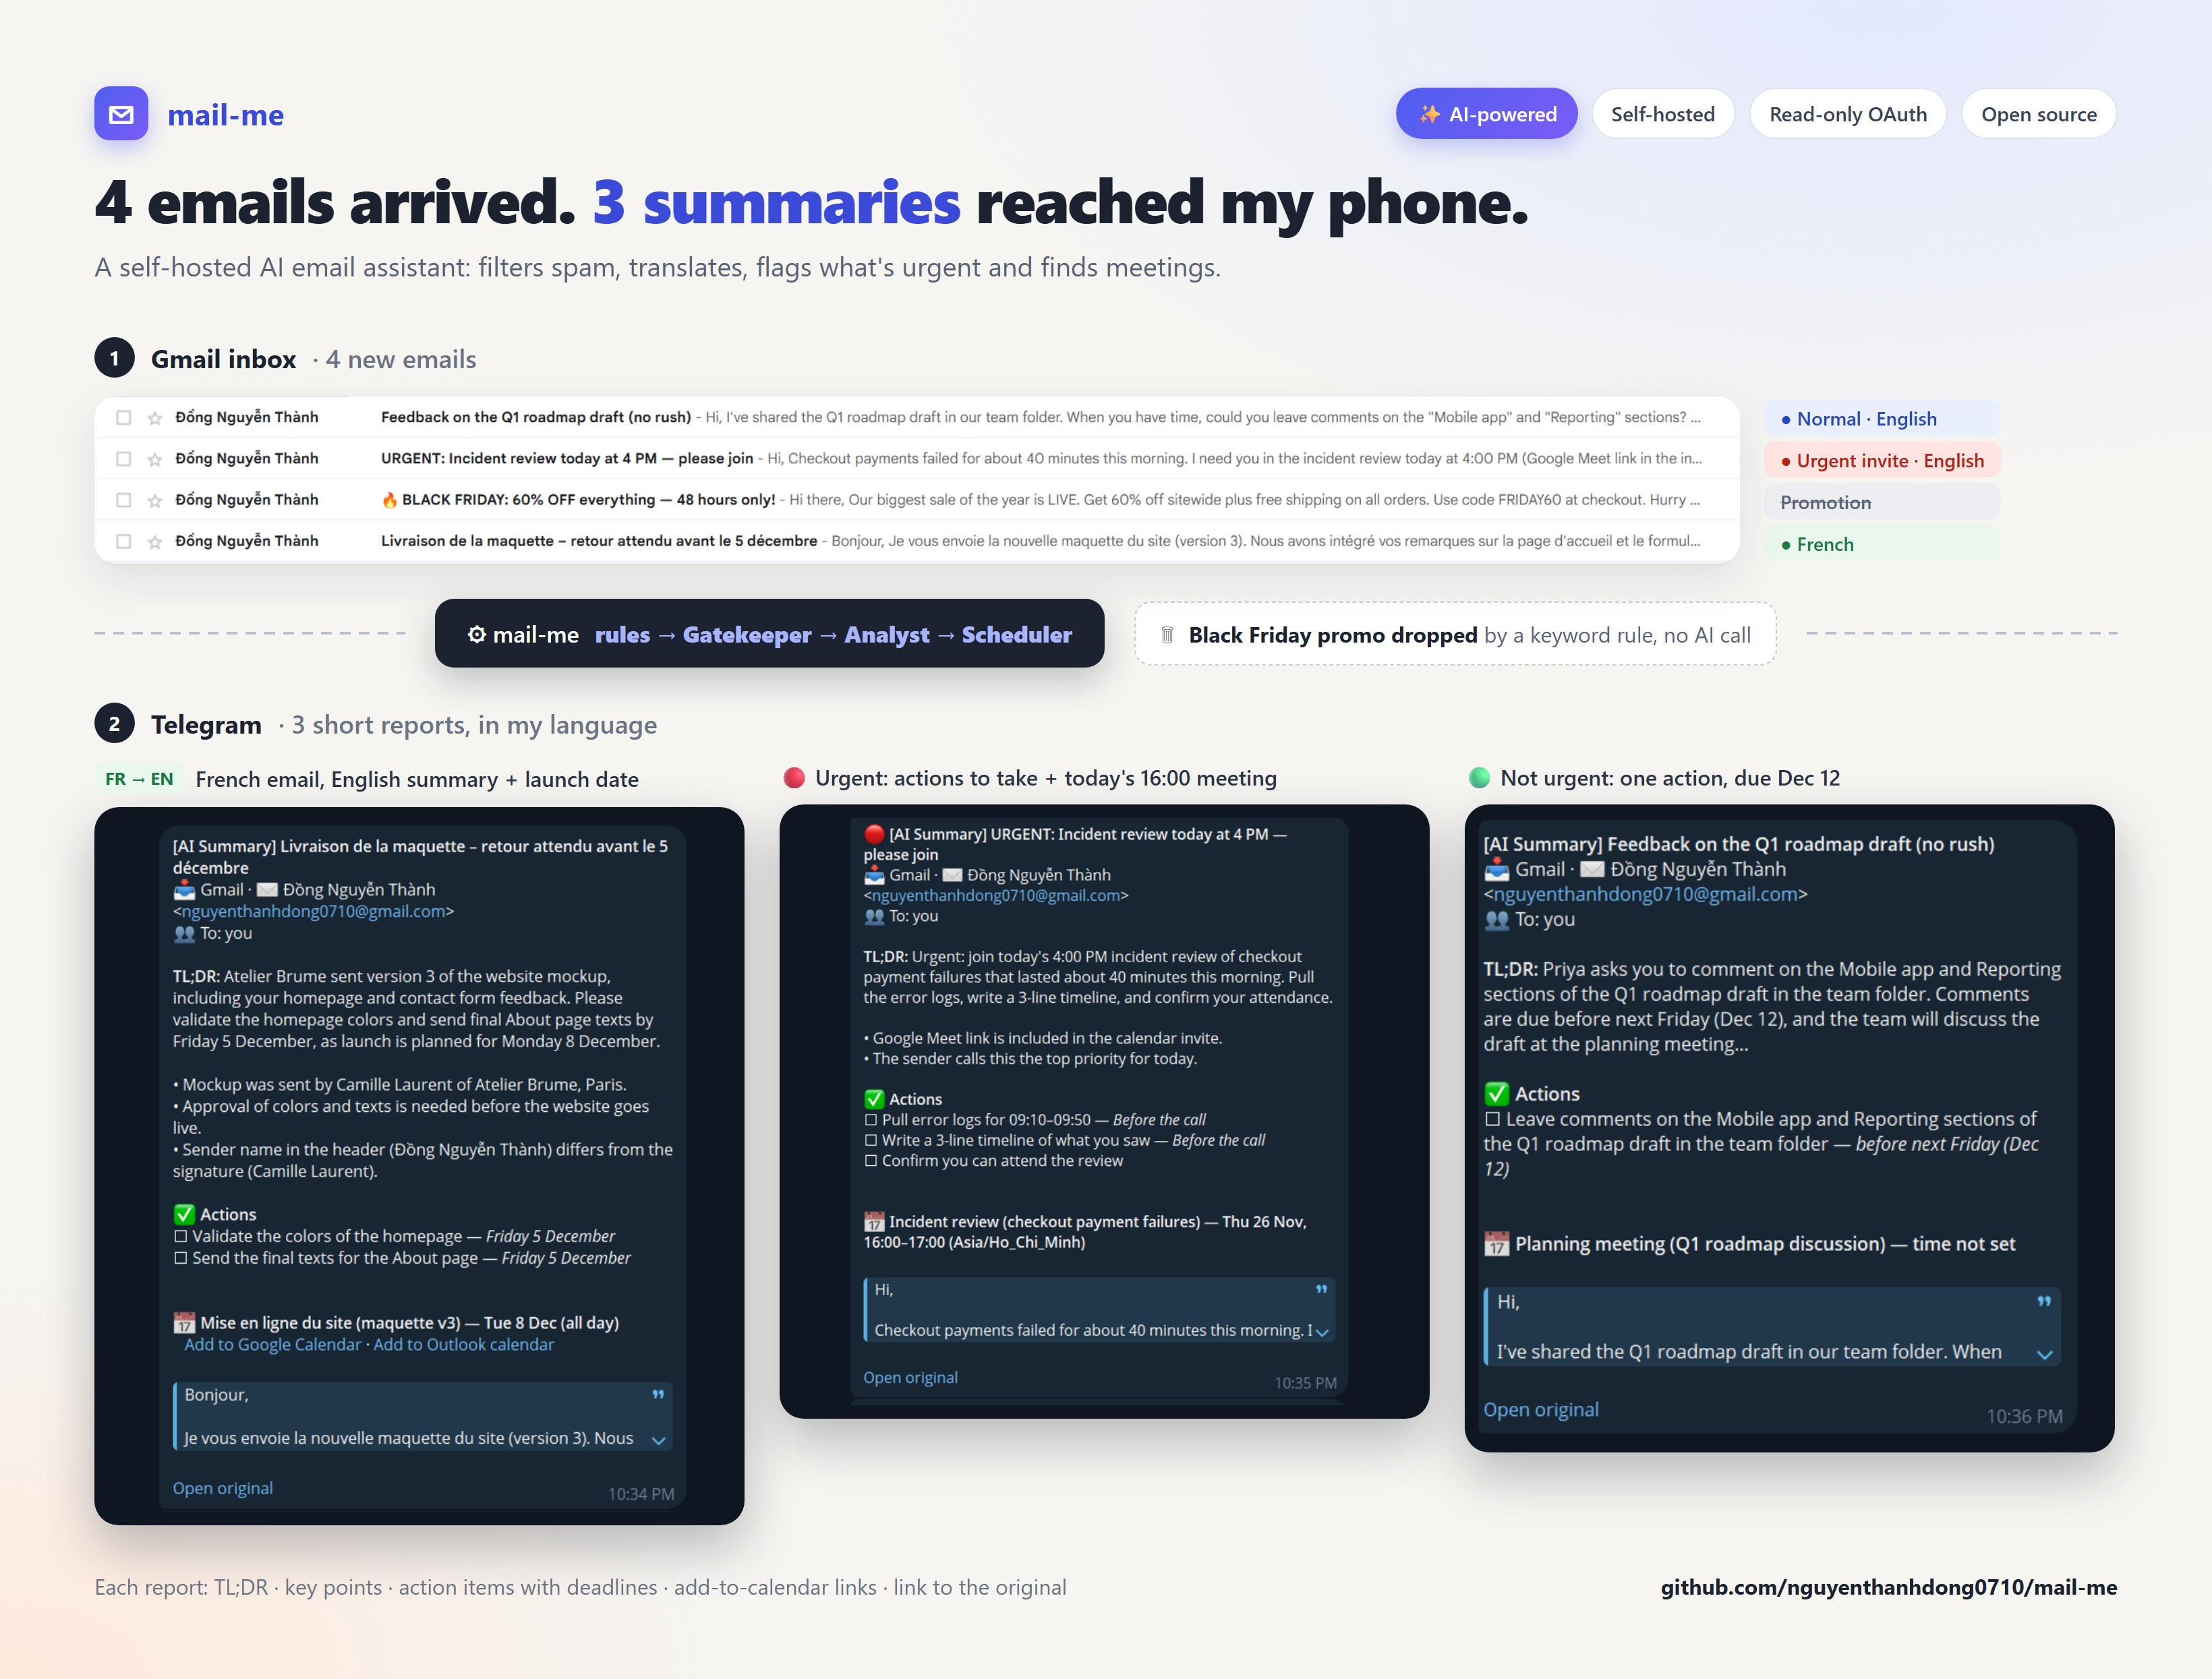 mail-me
✨ AI-powered
Self-hosted
Read-only OAuth
Open source
4 emails arrived. 3 summaries reached my phone.
A self-hosted AI email assistant: filters spam, translates, flags what's urgent and finds meetings.
1 Gmail inbox · 4 new emails
Đồng Nguyễn Thành Feedback on the Q1 roadmap draft (no rush) - Hi, I've shared the Q1 roadmap draft in our team folder. When you have time, could you leave comments on the "Mobile app" and "Reporting" sections? ...
● Normal · English
Đồng Nguyễn Thành URGENT: Incident review today at 4 PM — please join - Hi, Checkout payments failed for about 40 minutes this morning. I need you in the incident review today at 4:00 PM (Google Meet link in the in...
● Urgent invite · English
Đồng Nguyễn Thành 🔥 BLACK FRIDAY: 60% OFF everything — 48 hours only! - Hi there, Our biggest sale of the year is LIVE. Get 60% off sitewide plus free shipping on all orders. Use code FRIDAY60 at checkout. Hurry ...
Promotion
Đồng Nguyễn Thành Livraison de la maquette – retour attendu avant le 5 décembre - Bonjour, Je vous envoie la nouvelle maquette du site (version 3). Nous avons intégré vos remarques sur la page d'accueil et le formul...
● French
⚙ mail-me rules → Gatekeeper → Analyst → Scheduler
🗑 Black Friday promo dropped by a keyword rule, no AI call
2 Telegram · 3 short reports, in my language
FR → EN French email, English summary + launch date
[AI Summary] Livraison de la maquette – retour attendu avant le 5
décembre
📥 Gmail · ✉️ Đồng Nguyễn Thành
<nguyenthanhdong0710@gmail.com>
👥 To: you
TL;DR: Atelier Brume sent version 3 of the website mockup,
including your homepage and contact form feedback. Please
validate the homepage colors and send final About page texts by
Friday 5 December, as launch is planned for Monday 8 December.
• Mockup was sent by Camille Laurent of Atelier Brume, Paris.
• Approval of colors and texts is needed before the website goes
live.
• Sender name in the header (Đồng Nguyễn Thành) differs from the
signature (Camille Laurent).
✅ Actions
☐ Validate the colors of the homepage — Friday 5 December
☐ Send the final texts for the About page — Friday 5 December
📅 Mise en ligne du site (maquette v3) — Tue 8 Dec (all day)
Add to Google Calendar · Add to Outlook calendar
Bonjour,
Je vous envoie la nouvelle maquette du site (version 3). Nous
Open original
10:34 PM
🔴 Urgent: actions to take + today's 16:00 meeting
🔴 [AI Summary] URGENT: Incident review today at 4 PM —
please join
📥 Gmail · ✉️ Đồng Nguyễn Thành
<nguyenthanhdong0710@gmail.com>
👥 To: you
TL;DR: Urgent: join today's 4:00 PM incident review of checkout
payment failures that lasted about 40 minutes this morning. Pull
the error logs, write a 3-line timeline, and confirm your attendance.
• Google Meet link is included in the calendar invite.
• The sender calls this the top priority for today.
✅ Actions
☐ Pull error logs for 09:10–09:50 — Before the call
☐ Write a 3-line timeline of what you saw — Before the call
☐ Confirm you can attend the review
📅 Incident review (checkout payment failures) — Thu 26 Nov,
16:00–17:00 (Asia/Ho_Chi_Minh)
Hi,
Checkout payments failed for about 40 minutes this morning. I
Open original
10:35 PM
🟢 Not urgent: one action, due Dec 12
[AI Summary] Feedback on the Q1 roadmap draft (no rush)
📥 Gmail · ✉️ Đồng Nguyễn Thành
<nguyenthanhdong0710@gmail.com>
👥 To: you
TL;DR: Priya asks you to comment on the Mobile app and Reporting
sections of the Q1 roadmap draft in the team folder. Comments
are due before next Friday (Dec 12), and the team will discuss the
draft at the planning meeting...
✅ Actions
☐ Leave comments on the Mobile app and Reporting sections of
the Q1 roadmap draft in the team folder — before next Friday (Dec
12)
📅 Planning meeting (Q1 roadmap discussion) — time not set
Hi,
I've shared the Q1 roadmap draft in our team folder. When
Open original
10:36 PM
Each report: TL;DR · key points · action items with deadlines · add-to-calendar links · link to the original
github.com/nguyenthanhdong0710/mail-me